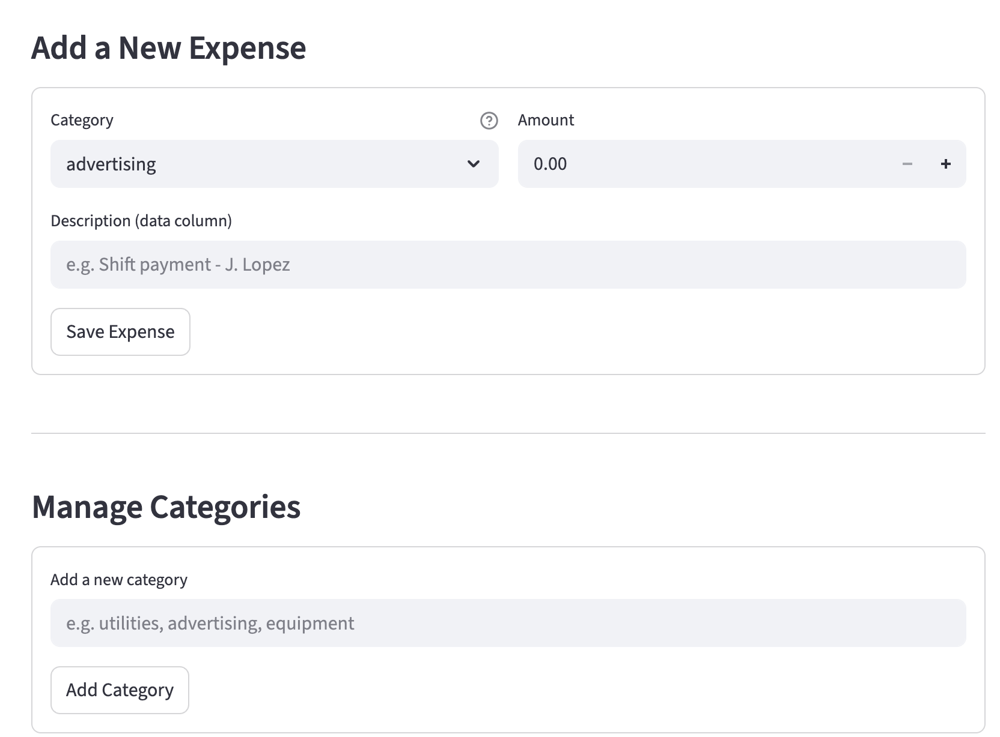 Add a New Expense
Category
Amount
advertising
0.00
Description (data column)
e.g. Shift payment - J. Lopez
Save Expense
Manage Categories
Add a new category
e.g. utilities, advertising, equipment
Add Category